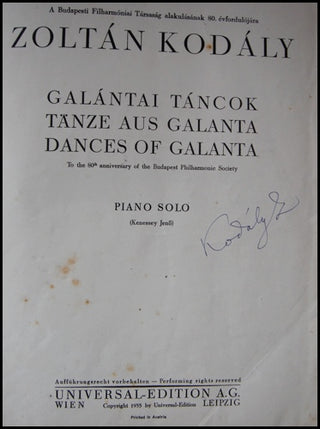 A Budapesti Filharmóniai Társaság alakulásának 80. évfordulójára
ZOLTÁN KODÁLY
GALÁNTAI TÁNCOK
TÄNZE AUS GALANTA
DANCES OF GALANTA
To the 80th anniversary of the Budapest Philharmonic Society
PIANO SOLO
(Kenessey Jenő)
Kodály Z
Aufführungsrecht vorbehalten — Performing rights reserved
UNIVERSAL-EDITION A.G.
WIEN Copyright 1935 by Universal-Edition LEIPZIG
Printed in Austria